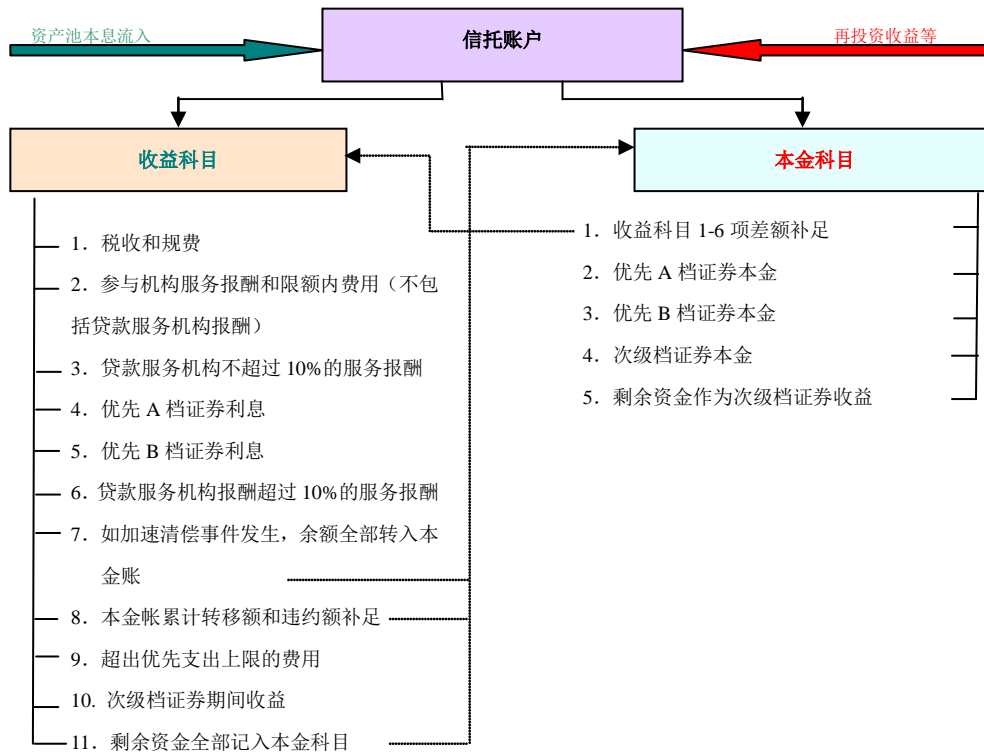 资产池本息流入
信托账户
再投资收益等
收益科目
本金科目
1．税收和规费
2．参与机构服务报酬和限额内费用（不包
括贷款服务机构报酬）
3．贷款服务机构不超过 10%的服务报酬
4．优先 A 档证券利息
5．优先 B 档证券利息
6．贷款服务机构报酬超过 10%的服务报酬
7．如加速清偿事件发生，余额全部转入本
金账
8．本金帐累计转移额和违约额补足
9．超出优先支出上限的费用
10. 次级档证券期间收益
11．剩余资金全部记入本金科目
1．收益科目 1-6 项差额补足
2．优先 A 档证券本金
3．优先 B 档证券本金
4．次级档证券本金
5．剩余资金作为次级档证券收益